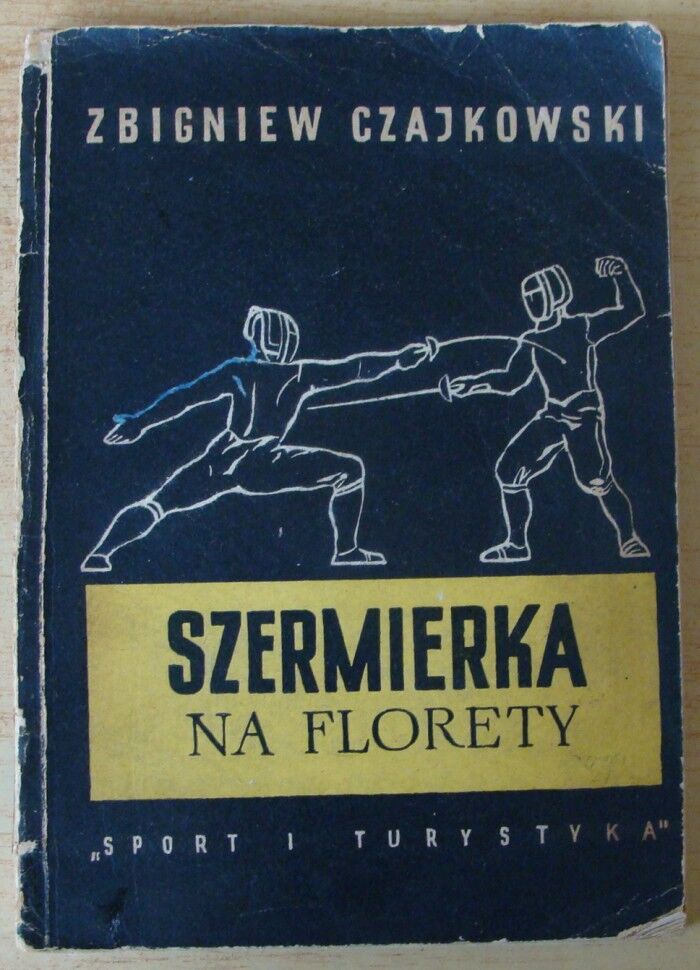 ZBIGNIEW CZAJKOWSKI
SZERMIERKA
NA FLORETY
„SPORT I TURYSTYKA"